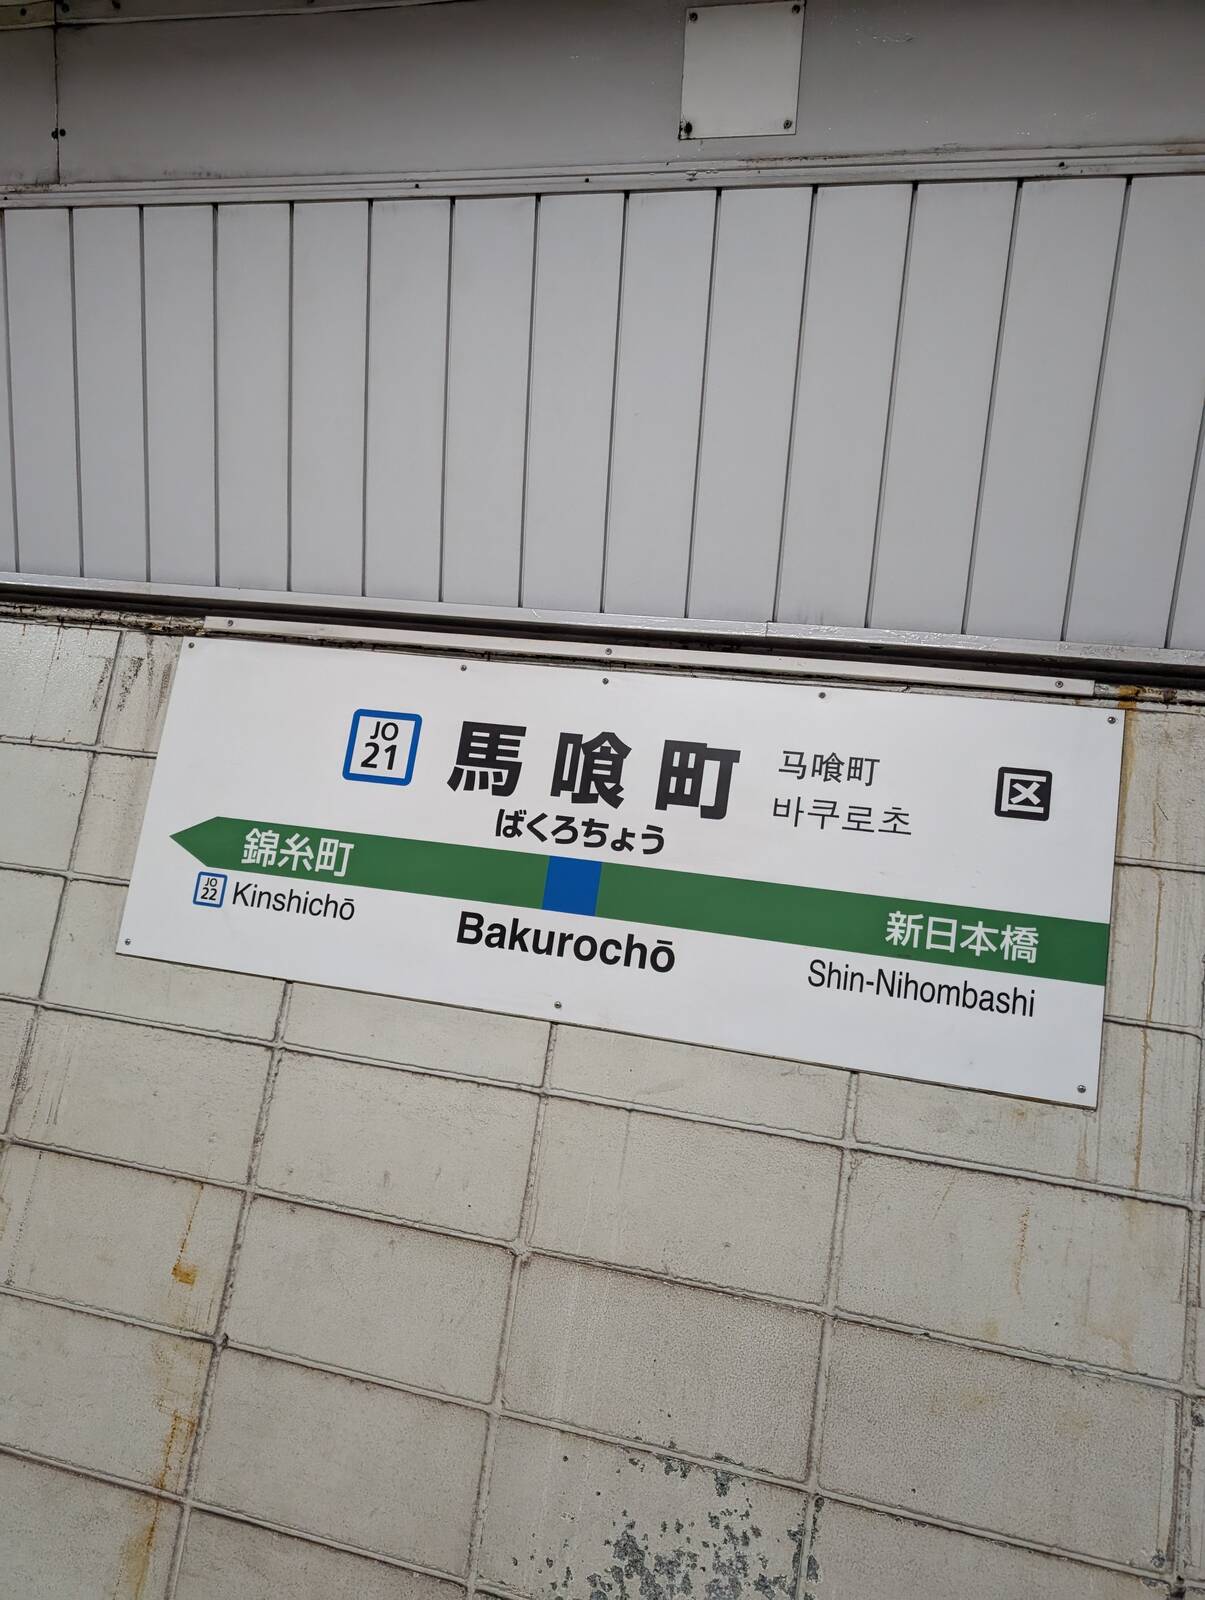 JO
21
馬喰町
马喰町
바쿠로초
区
ばくろちょう
錦糸町
新日本橋
JO
22
Kinshichō
Bakurochō
Shin-Nihombashi